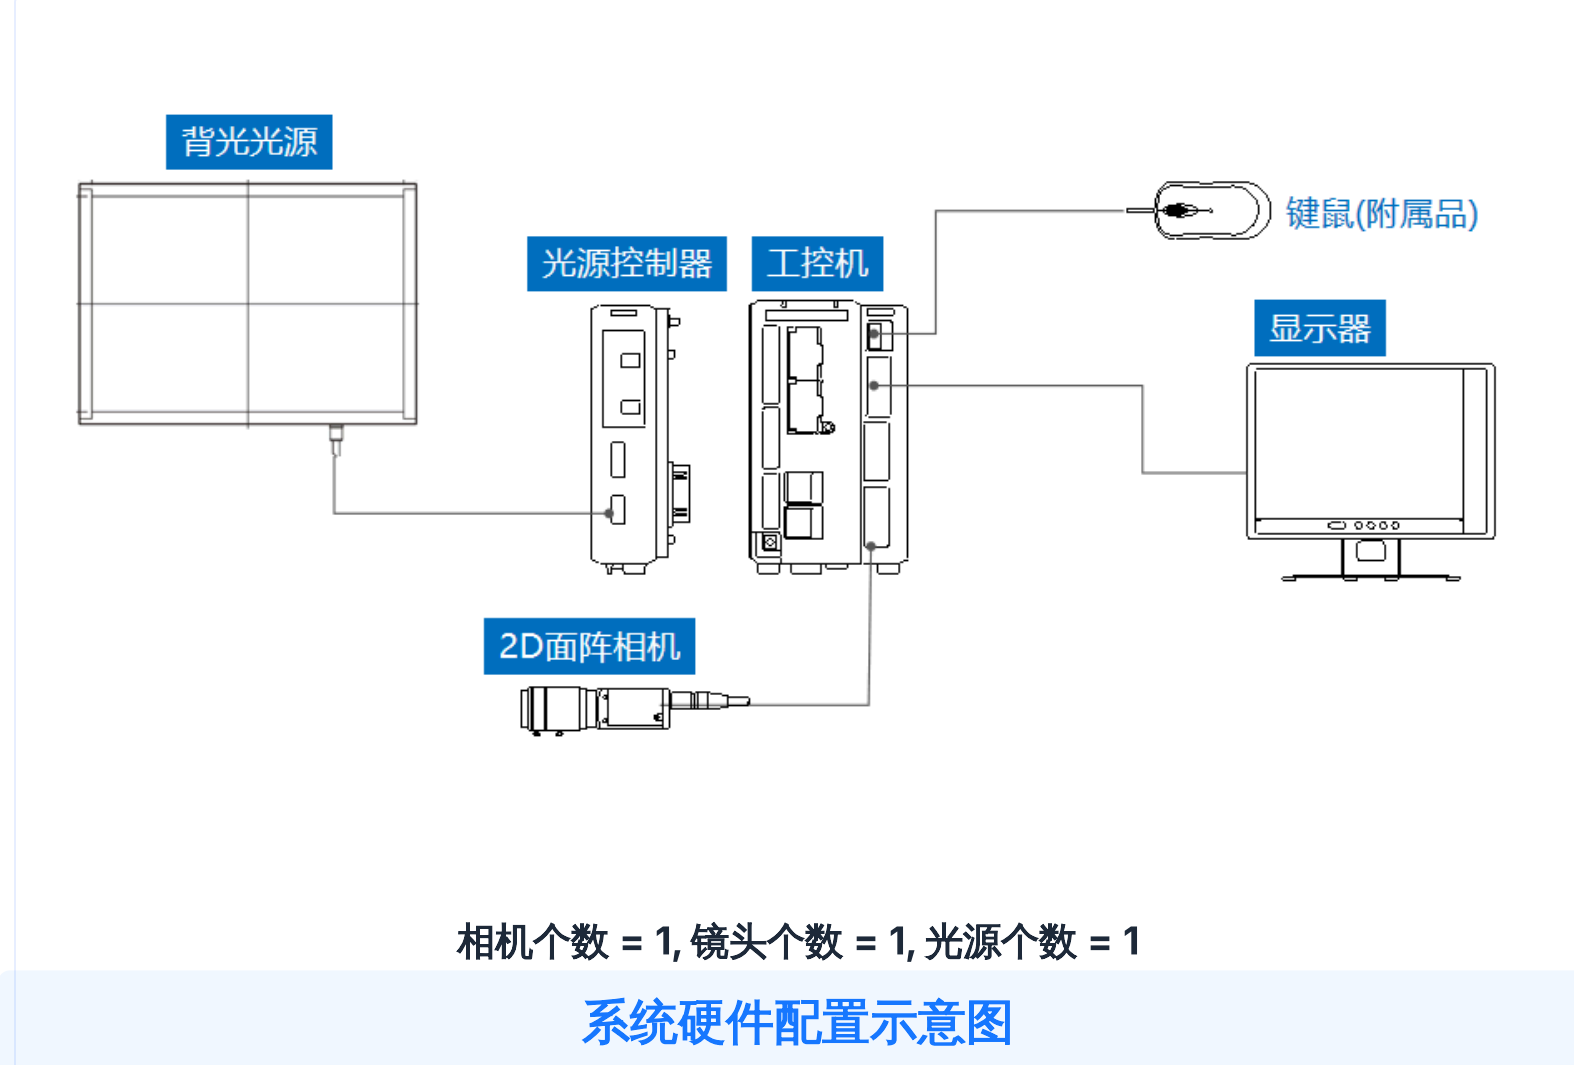 背光光源
键鼠(附属品)
光源控制器
工控机
显示器
2D面阵相机
相机个数 = 1, 镜头个数 = 1, 光源个数 = 1
系统硬件配置示意图